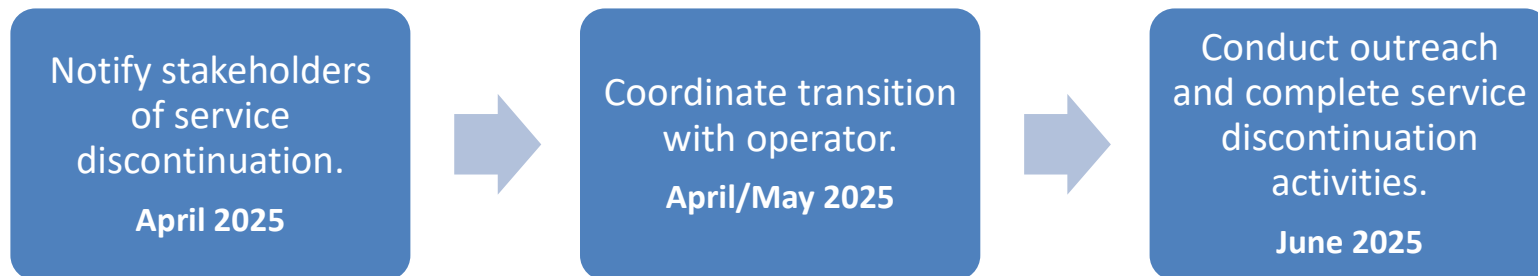 Notify stakeholders
of service
discontinuation.
April 2025
Coordinate transition
with operator.
April/May 2025
Conduct outreach
and complete service
discontinuation
activities.
June 2025